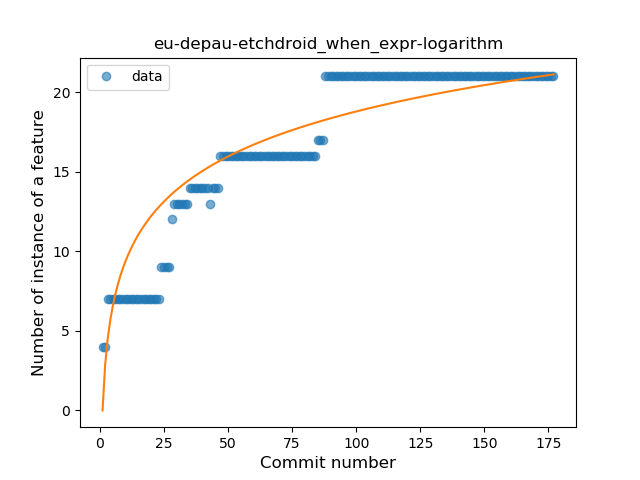 eu-depau-etchdroid_when_expr-logarithm
data
Number of instance of a feature
20
15
10
5
0
0 25 50 75 100 125 150 175
Commit number